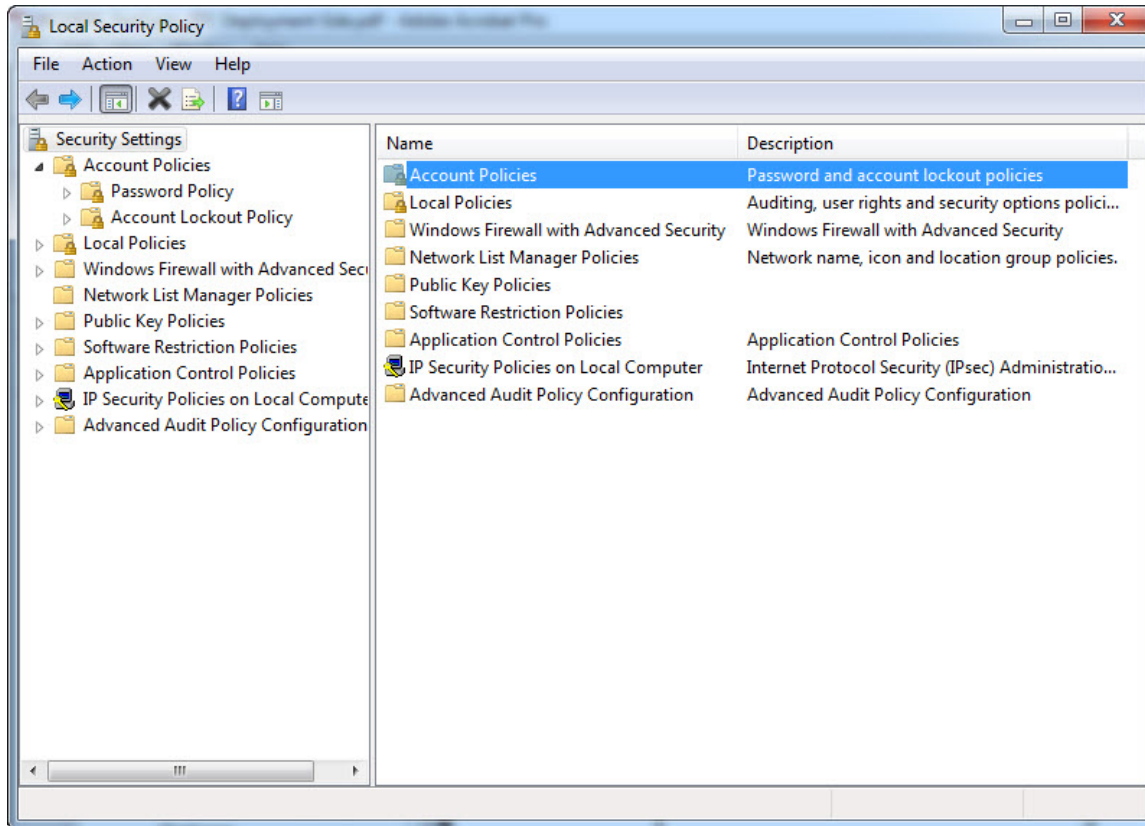 Local Security Policy
File Action View Help
Security Settings
Account Policies
Password Policy
Account Lockout Policy
Local Policies
Windows Firewall with Advanced Secu
Network List Manager Policies
Public Key Policies
Software Restriction Policies
Application Control Policies
IP Security Policies on Local Compute
Advanced Audit Policy Configuration
Name Description
Account Policies Password and account lockout policies
Local Policies Auditing, user rights and security options polici...
Windows Firewall with Advanced Security Windows Firewall with Advanced Security
Network List Manager Policies Network name, icon and location group policies.
Public Key Policies
Software Restriction Policies
Application Control Policies Application Control Policies
IP Security Policies on Local Computer Internet Protocol Security (IPsec) Administratio...
Advanced Audit Policy Configuration Advanced Audit Policy Configuration